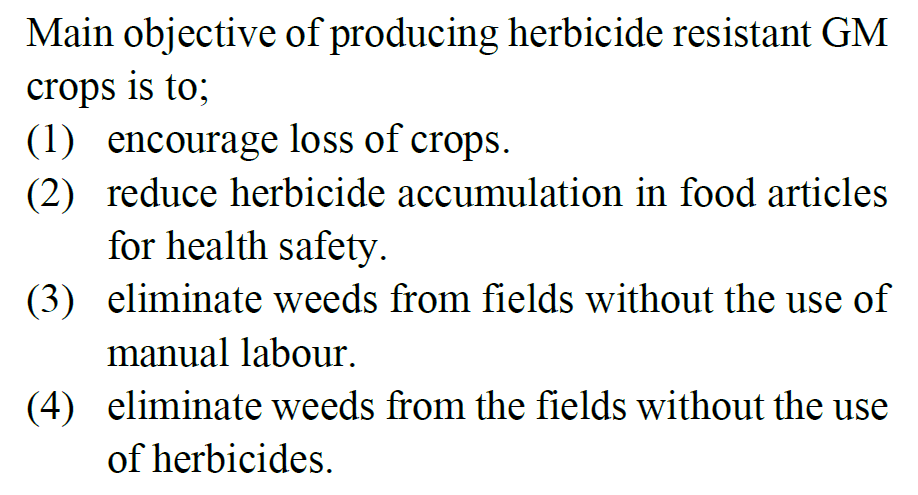 Main objective of producing herbicide resistant GM
crops is to;
(1) encourage loss of crops.
(2) reduce herbicide accumulation in food articles
for health safety.
(3) eliminate weeds from fields without the use of
manual labour.
(4) eliminate weeds from the fields without the use
of herbicides.